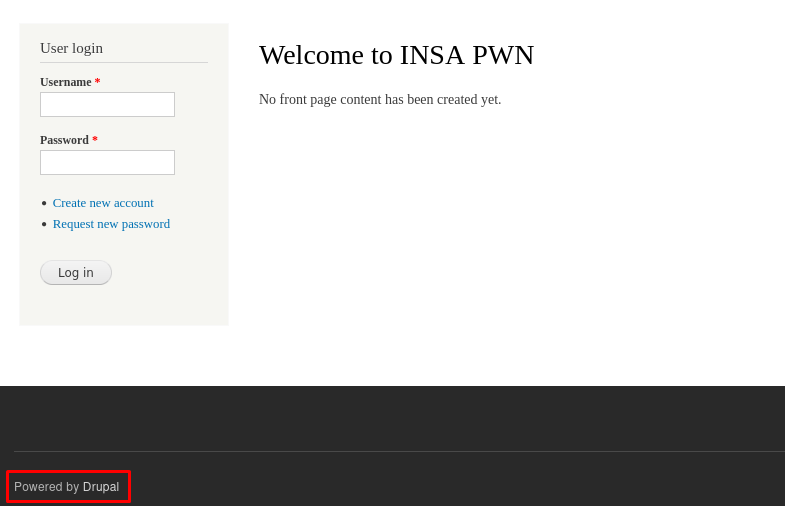 User login
Username *
Password *
Create new account
Request new password
Log in
Welcome to INSA PWN
No front page content has been created yet.
Powered by Drupal